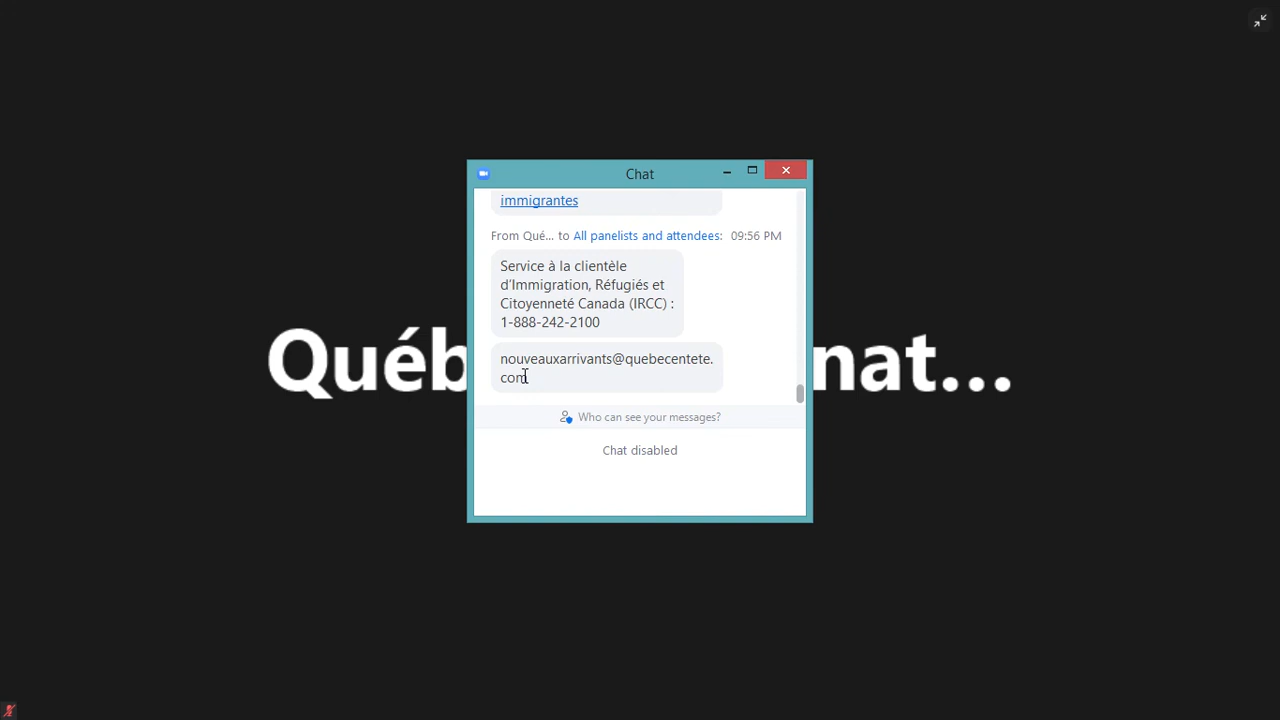 Chat
immigrantes
From Qué... to All panelists and attendees: 09:56 PM
Service à la clientèle
d'Immigration, Réfugiés et
Citoyenneté Canada (IRCC) :
1-888-242-2100
nouveauxarrivants@quebecentete.
com
Who can see your messages?
Chat disabled
Québ
nat...